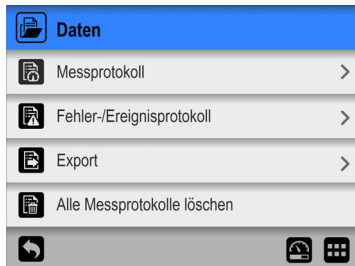 Daten
Messprotokoll
Fehler-/Ereignisprotokoll
Export
Alle Messprotokolle löschen